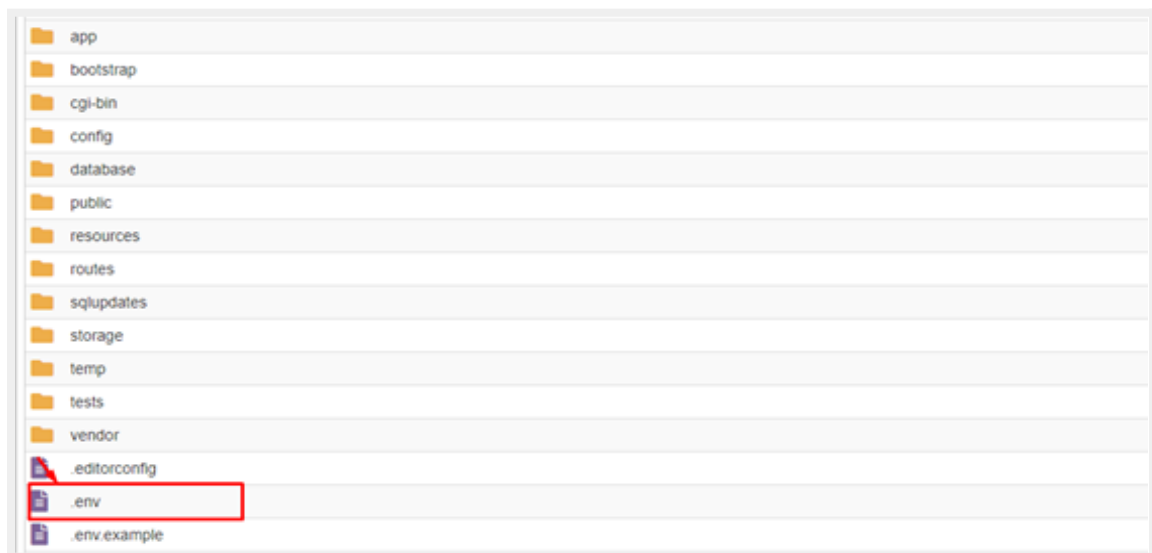 app
bootstrap
cgi-bin
config
database
public
resources
routes
sqlupdates
storage
temp
tests
vendor
.editorconfig
.env
.env.example